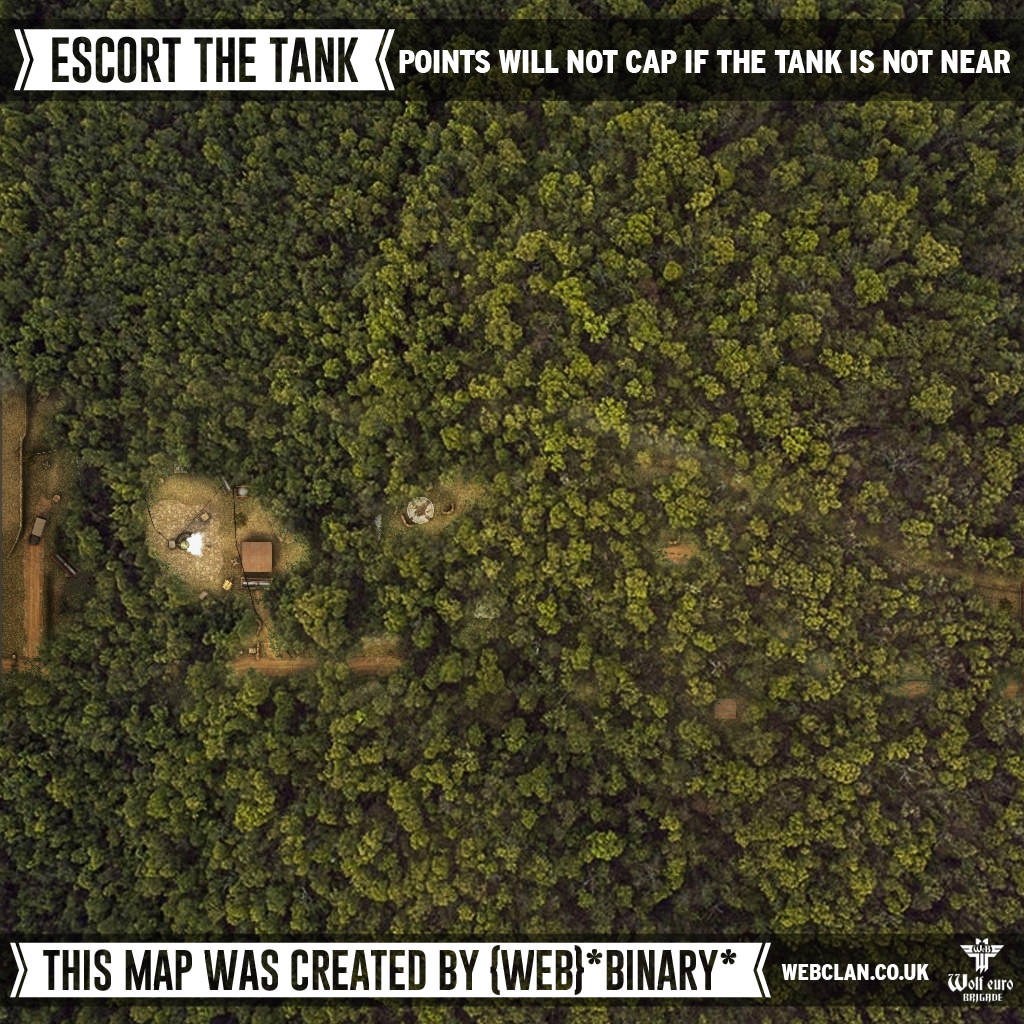 ESCORT THE TANK
POINTS WILL NOT CAP IF THE TANK IS NOT NEAR
THIS MAP WAS CREATED BY {WEB}*BINARY*
WEBCLAN.CO.UK
WEB
Wolf euro
BRIGADE